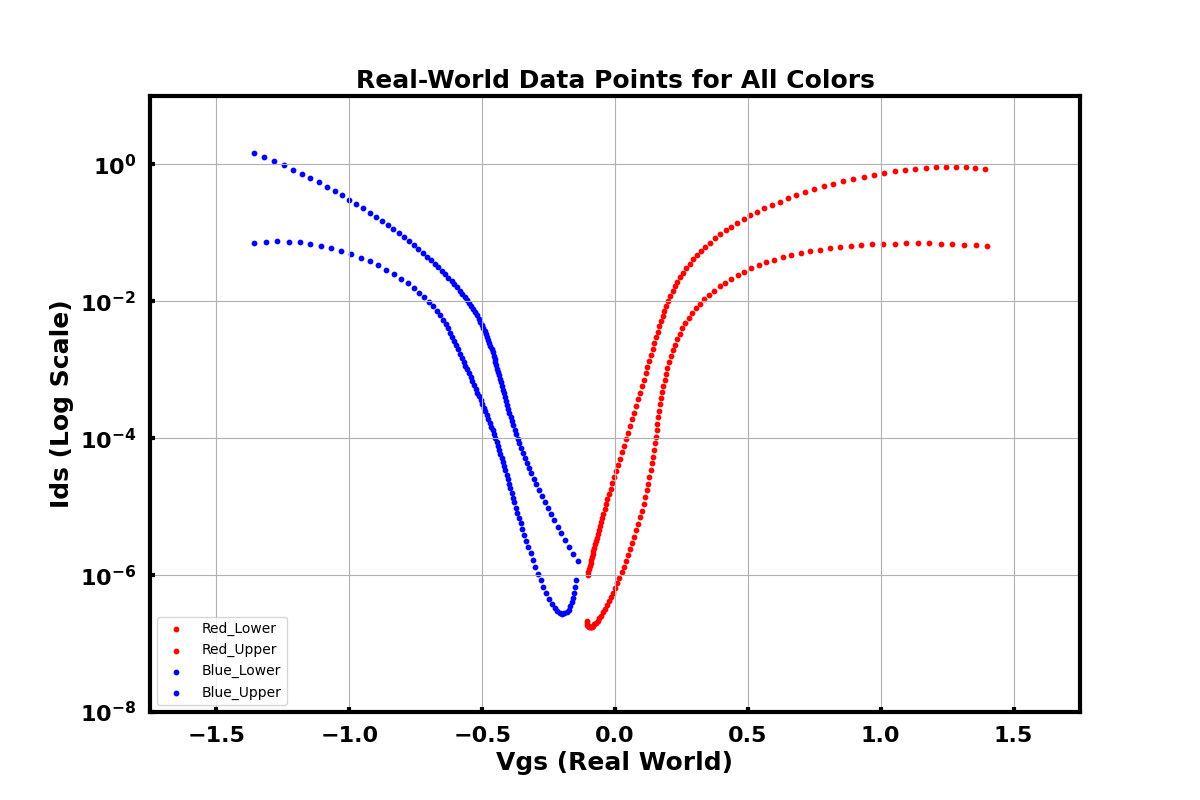 Real-World Data Points for All Colors
Ids (Log Scale)
10⁰
10⁻²
10⁻⁴
10⁻⁶
10⁻⁸
Red_Lower
Red_Upper
Blue_Lower
Blue_Upper
−1.5 −1.0 −0.5 0.0 0.5 1.0 1.5
Vgs (Real World)